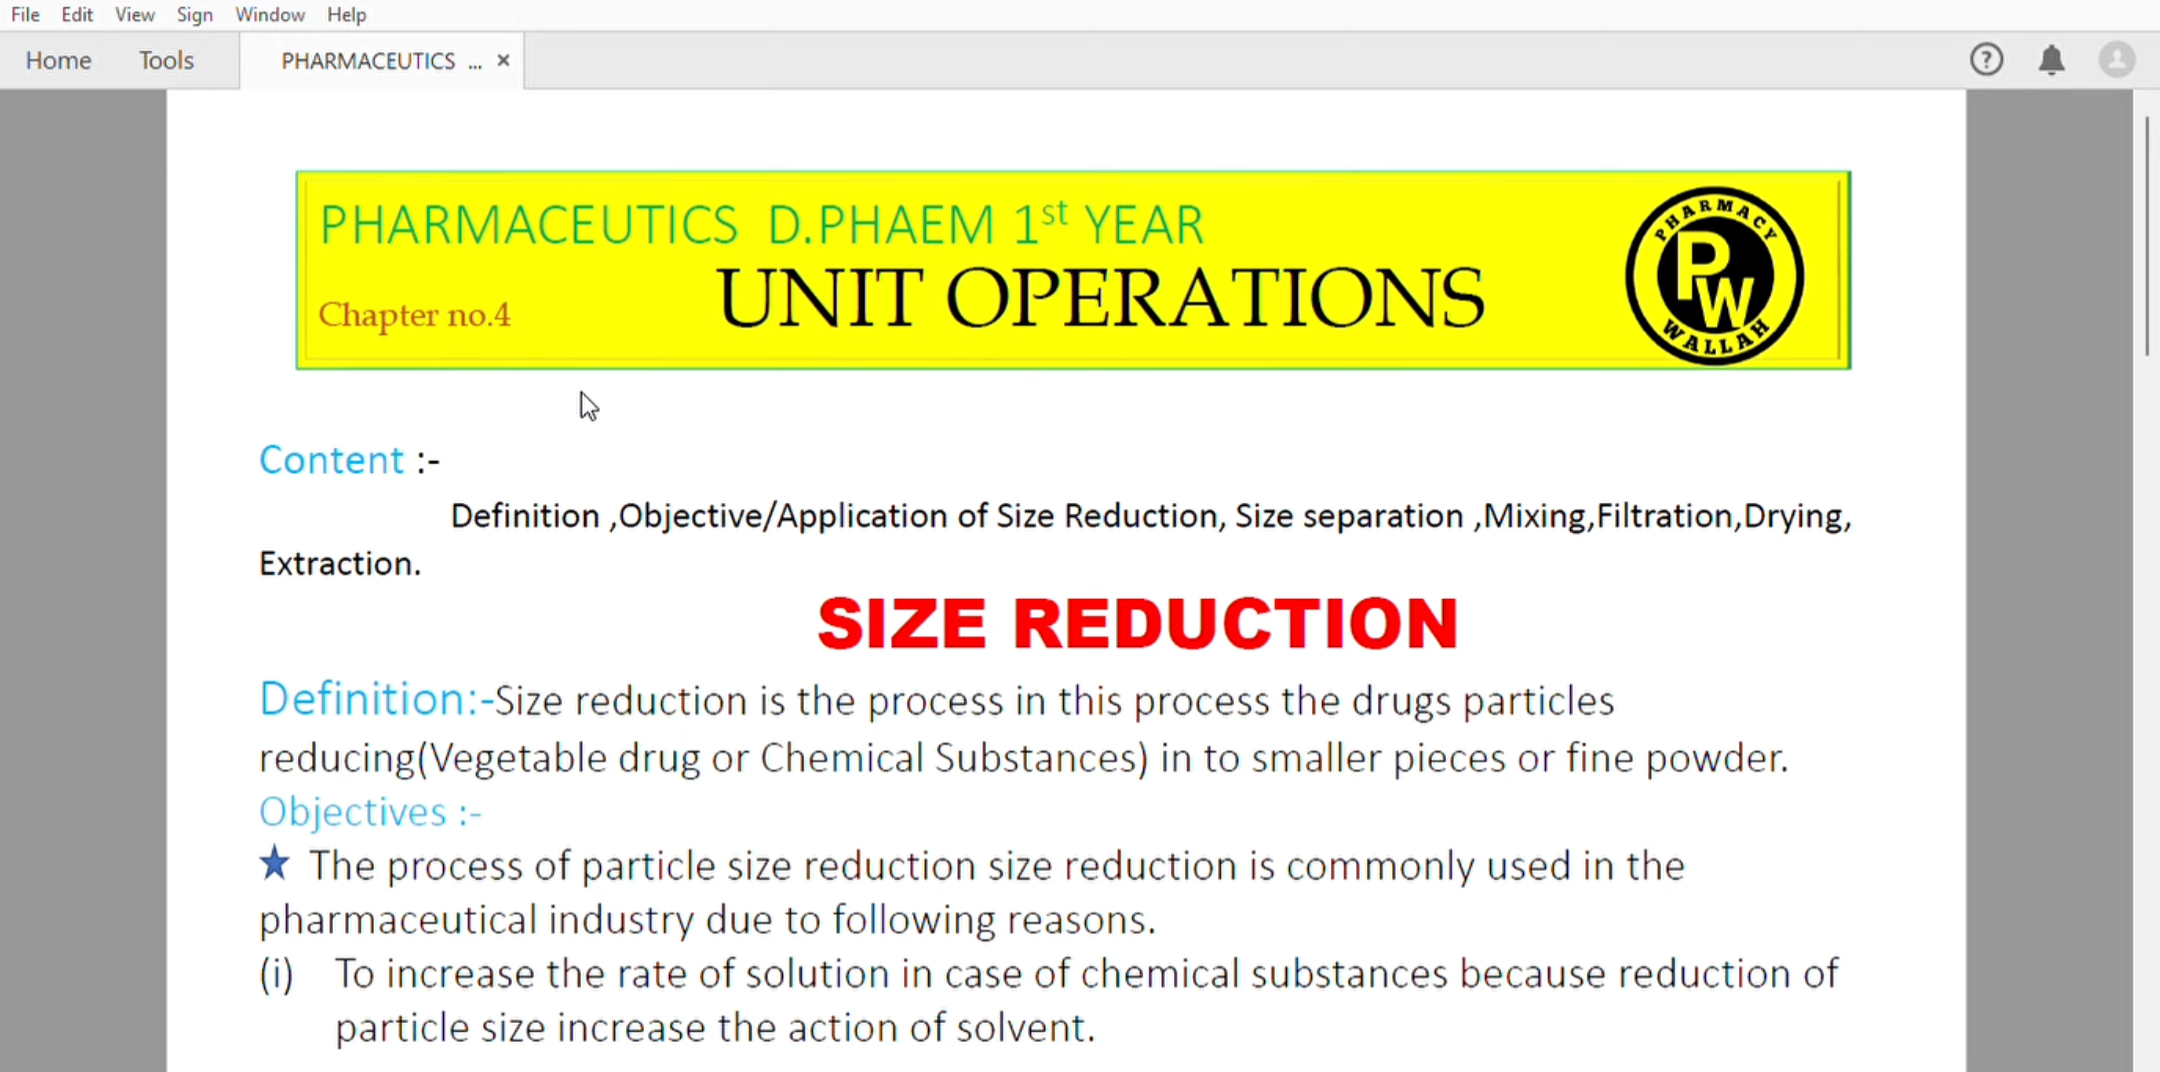 File Edit View Sign Window Help
Home Tools PHARMACEUTICS ... ×
PHARMACEUTICS D.PHAEM 1st YEAR
Chapter no.4 UNIT OPERATIONS
PHARMACY
PW
WALLAH
Content :-
Definition ,Objective/Application of Size Reduction, Size separation ,Mixing,Filtration,Drying,
Extraction.
SIZE REDUCTION
Definition:-Size reduction is the process in this process the drugs particles
reducing(Vegetable drug or Chemical Substances) in to smaller pieces or fine powder.
Objectives :-
★ The process of particle size reduction size reduction is commonly used in the
pharmaceutical industry due to following reasons.
(i) To increase the rate of solution in case of chemical substances because reduction of
particle size increase the action of solvent.